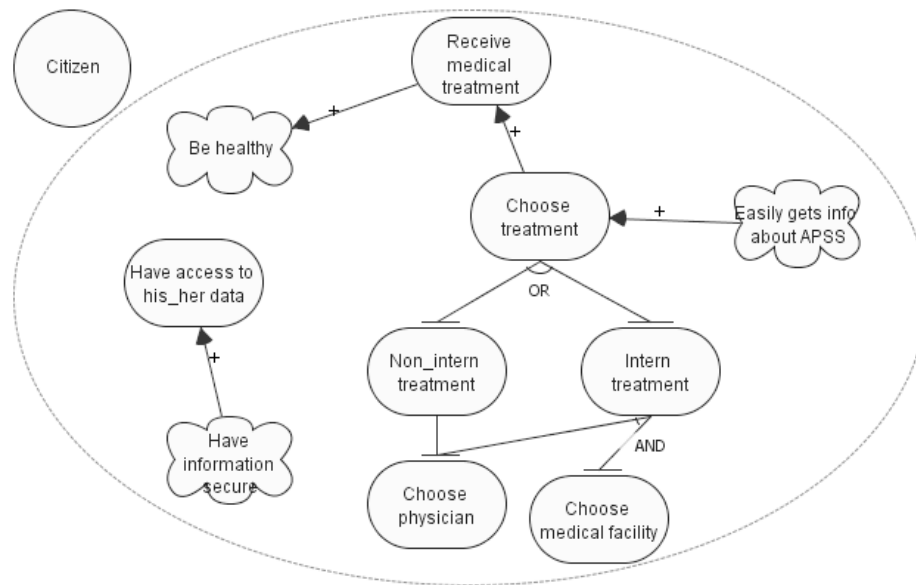 Citizen
Receive
medical
treatment
+
Be healthy
+
Choose
treatment
+
Easily gets info
about APSS
OR
Have access to
his_her data
+
Non_intern
treatment
Intern
treatment
AND
Have
information
secure
Choose
physician
Choose
medical facility